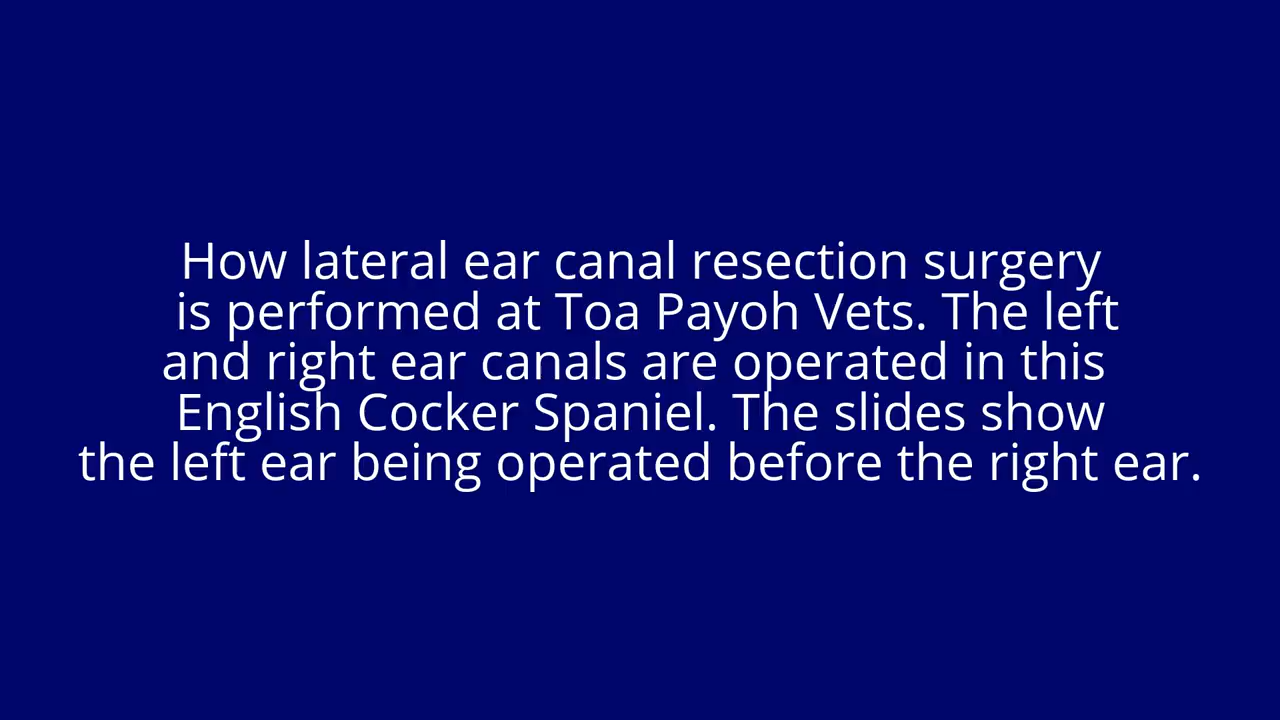 How lateral ear canal resection surgery
is performed at Toa Payoh Vets. The left
and right ear canals are operated in this
English Cocker Spaniel. The slides show
the left ear being operated before the right ear.